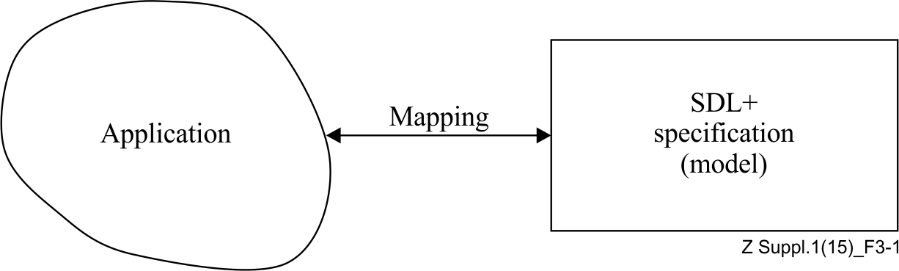 Application
Mapping
SDL+
specification
(model)
Z Suppl.1(15)_F3-1